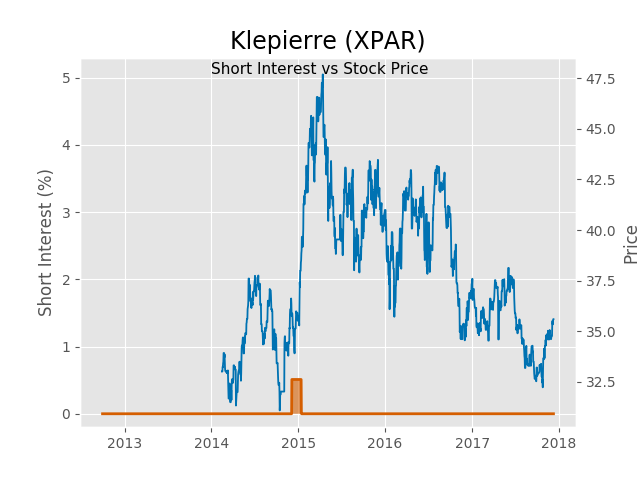 Klepierre (XPAR)
Short Interest vs Stock Price
5
4
3
2
1
0
Short Interest (%)
47.5
45.0
42.5
40.0
37.5
35.0
32.5
Price
2013 2014 2015 2016 2017 2018